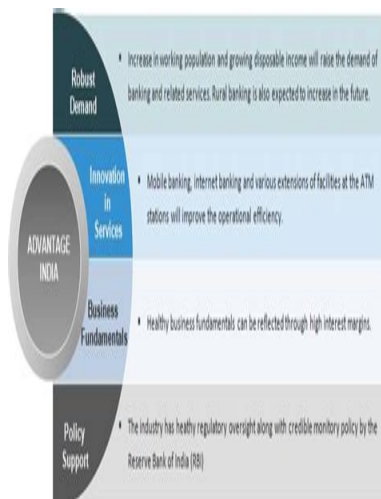 ADVANTAGE
INDIA
Robust
Demand
• Increase in working population and growing disposable income will raise the demand of
banking and related services. Rural banking is also expected to increase in the future.
Innovation
in
Services
• Mobile banking, internet banking and various extensions of facilities at the ATM
stations will improve the operational efficiency.
Business
Fundamentals
• Healthy business fundamentals can be reflected through high interest margins.
Policy
Support
• The industry has heathy regulatory oversight along with credible monitory policy by the
Reserve Bank of India (RBI)